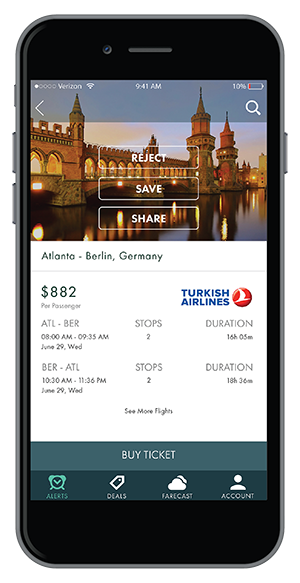 Verizon 9:41 AM 10%
REJECT
SAVE
SHARE
Atlanta - Berlin, Germany
$882
Per Passenger
TURKISH
AIRLINES
ATL - BER STOPS DURATION
08:00 AM - 09:35 AM 2 16h 05m
June 29, Wed
BER - ATL STOPS DURATION
10:30 AM - 11:36 PM 2 18h 36m
June 29, Wed
See More Flights
BUY TICKET
ALERTS DEALS FARECAST ACCOUNT